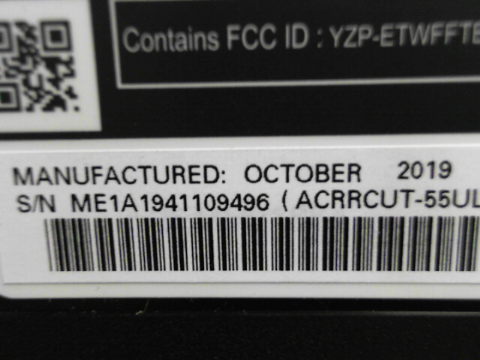 Contains FCC ID : YZP-ETWFFTE
MANUFACTURED: OCTOBER 2019
S/N ME1A1941109496 ( ACRRCUT-55UL